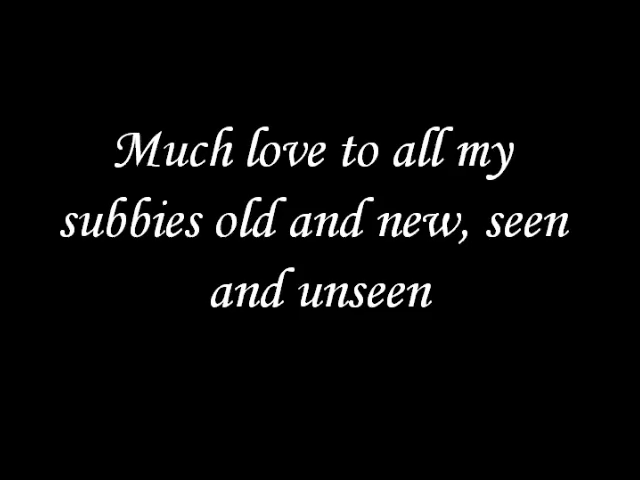 Much love to all my
subbies old and new, seen
and unseen